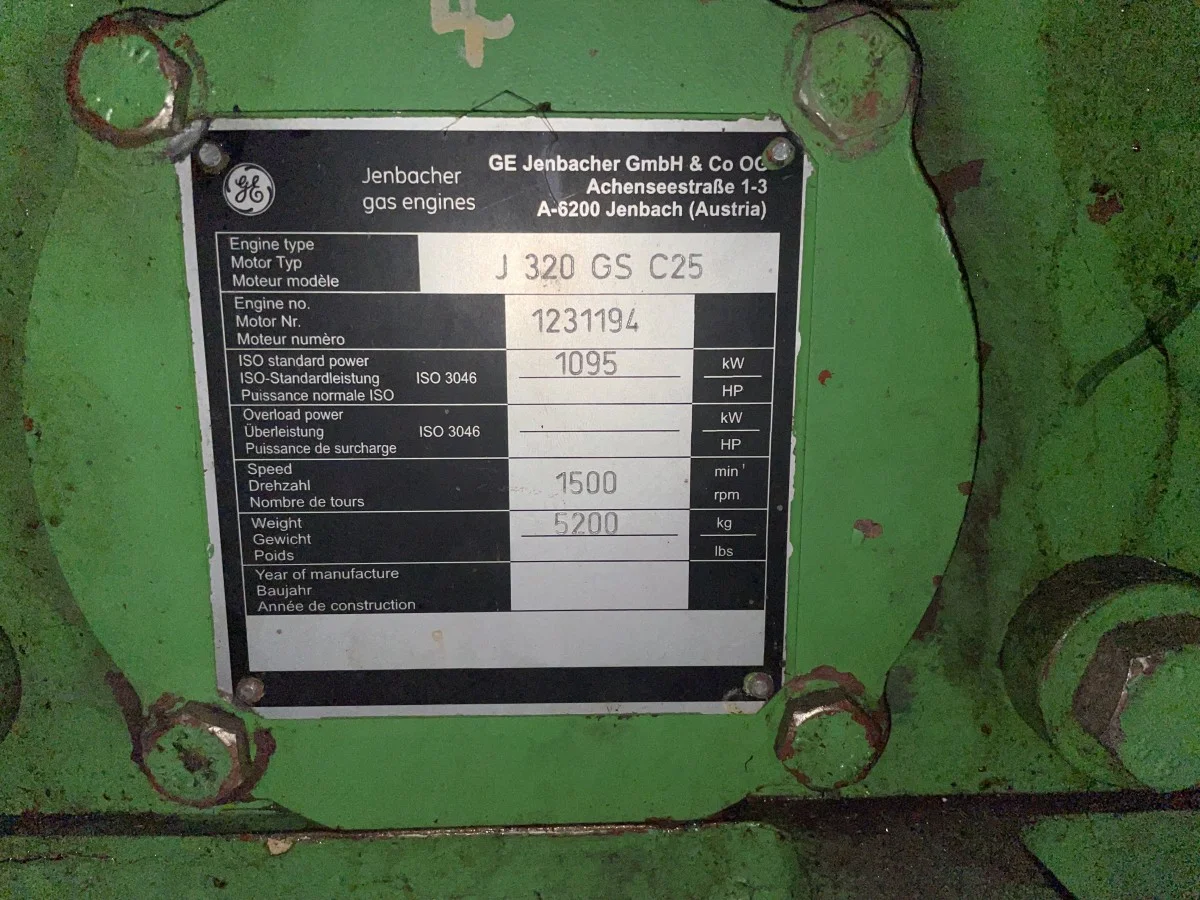 4
GE
Jenbacher
gas engines
GE Jenbacher GmbH & Co OG
Achenseestraße 1-3
A-6200 Jenbach (Austria)
Engine type
Motor Typ
Moteur modèle
J 320 GS C25
Engine no.
Motor Nr.
Moteur numèro
1231194
ISO standard power
ISO-Standardleistung
Puissance normale ISO
ISO 3046
1095
kW
HP
Overload power
Überleistung
Puissance de surcharge
ISO 3046
kW
HP
Speed
Drehzahl
Nombre de tours
1500
min ¹
rpm
Weight
Gewicht
Poids
5200
kg
lbs
Year of manufacture
Baujahr
Année de construction